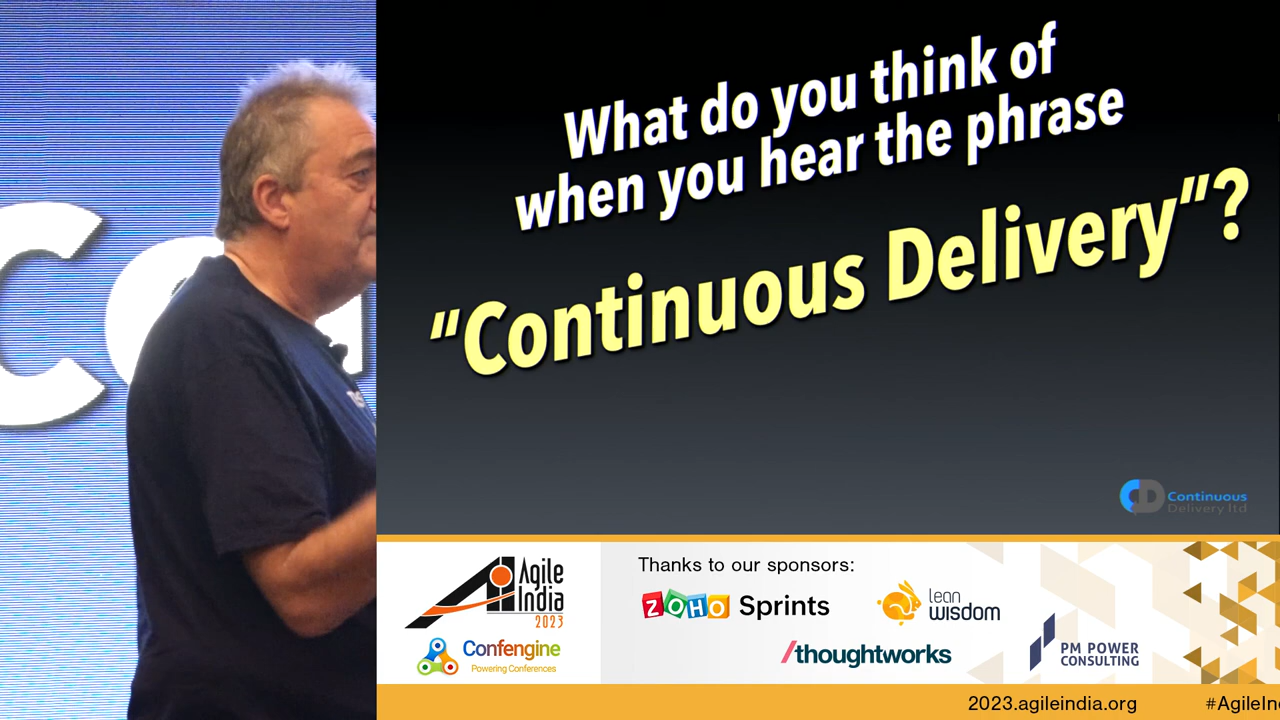 What do you think of
when you hear the phrase
"Continuous Delivery"?
Continuous
Delivery ltd
Agile
India
2023
Confengine
Powering Conferences
Thanks to our sponsors:
ZOHO Sprints
lean
wisdom
/thoughtworks
PM POWER
CONSULTING
2023.agileindia.org
#AgileIn